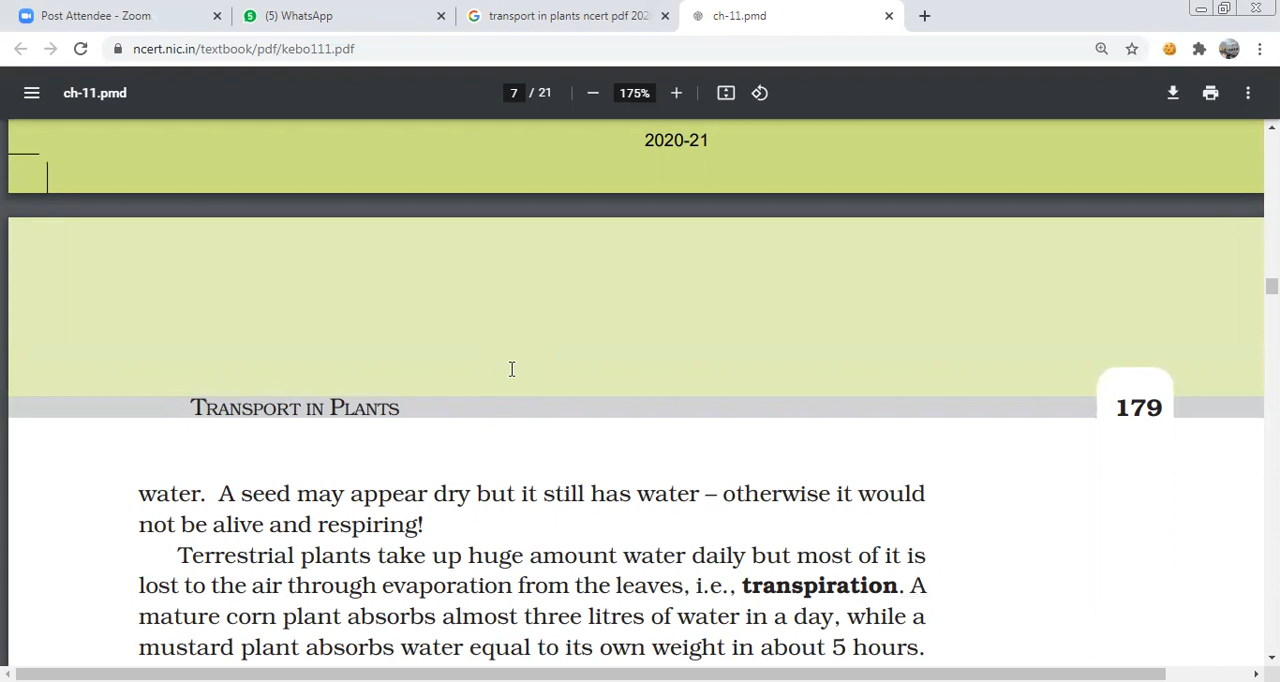 Post Attendee - Zoom
(5) WhatsApp
transport in plants ncert pdf 202
ch-11.pmd
ncert.nic.in/textbook/pdf/kebo111.pdf
ch-11.pmd
7 / 21
175%
2020-21
TRANSPORT IN PLANTS
179
water. A seed may appear dry but it still has water – otherwise it would
not be alive and respiring!
Terrestrial plants take up huge amount water daily but most of it is
lost to the air through evaporation from the leaves, i.e., transpiration. A
mature corn plant absorbs almost three litres of water in a day, while a
mustard plant absorbs water equal to its own weight in about 5 hours.